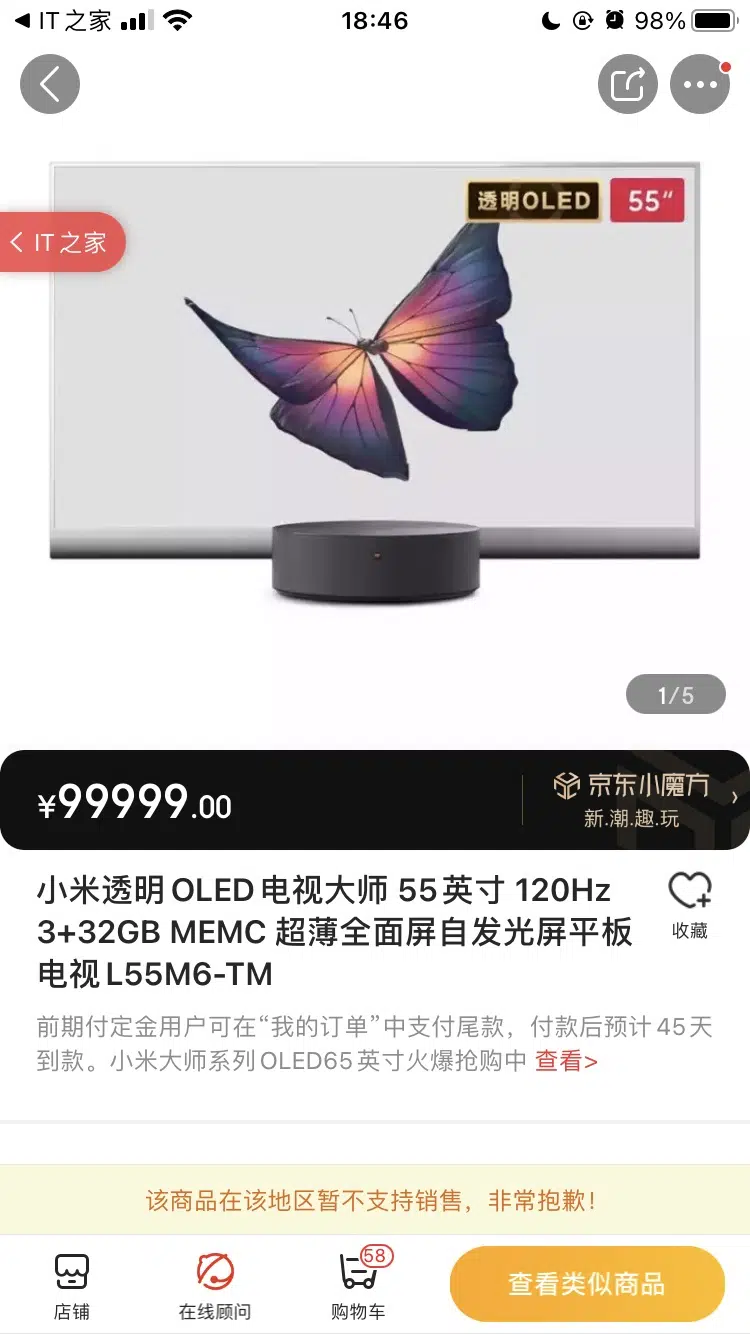 IT之家
18:46
98%
透明OLED
55“
IT之家
1/5
¥99999.00
京东小魔方
新.潮.趣.玩
小米透明OLED电视大师 55英寸 120Hz
3+32GB MEMC 超薄全面屏自发光屏平板
电视L55M6-TM
收藏
前期付定金用户可在“我的订单”中支付尾款，付款后预计45天
到款。小米大师系列OLED65英寸火爆抢购中 查看>
该商品在该地区暂不支持销售，非常抱歉！
58
店铺
在线顾问
购物车
查看类似商品